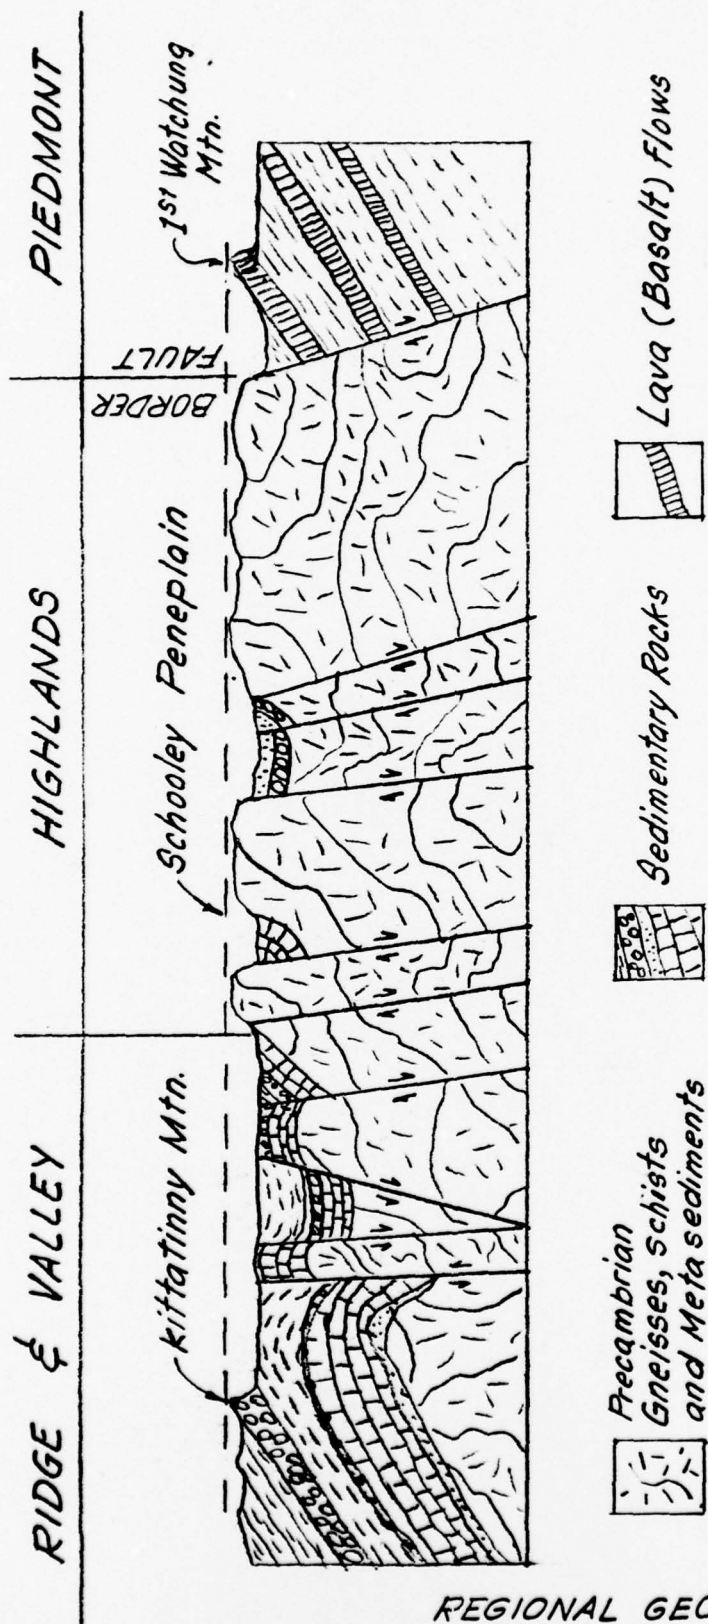 RIDGE & VALLEY
HIGHLANDS
PIEDMONT
Kittatinny Mtn.
Schooley Peneplain
BORDER
FAULT
1ST Watchung
Mtn.
Precambrian
Gneisses, Schists
and Metasediments
Sedimentary Rocks
Lava (Basalt) Flows
REGIONAL GEO